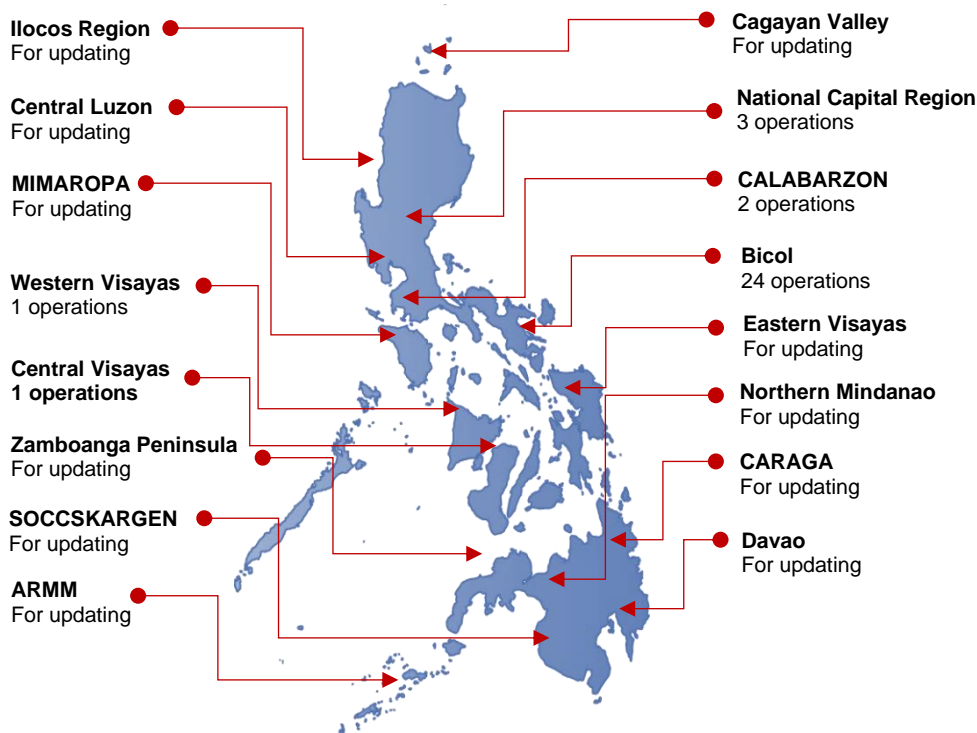 Ilocos Region
For updating
Central Luzon
For updating
MIMAROPA
For updating
Western Visayas
1 operations
Central Visayas
1 operations
Zamboanga Peninsula
For updating
SOCCSKARGEN
For updating
ARMM
For updating
Cagayan Valley
For updating
National Capital Region
3 operations
CALABARZON
2 operations
Bicol
24 operations
Eastern Visayas
For updating
Northern Mindanao
For updating
CARAGA
For updating
Davao
For updating